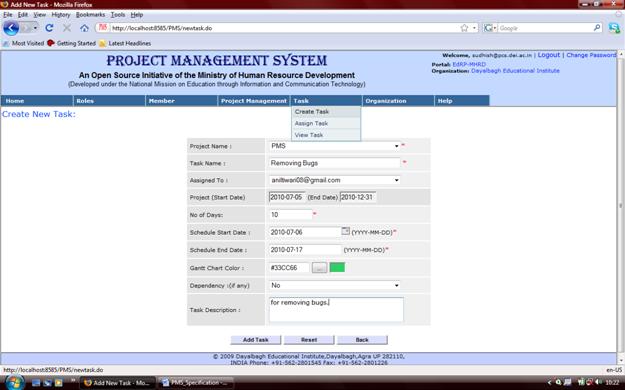 Add New Task - Mozilla Firefox
File Edit View History Bookmarks Tools Help
http://localhost:8585/PMS/newtask.do
Google
Most Visited Getting Started Latest Headlines
PROJECT MANAGEMENT SYSTEM
An Open Source Initiative of the Ministry of Human Resource Development
(Developed under the National Mission on Education through Information and Communication Technology)
Welcome, sudhish@pcs.dei.ac.in | Logout | Change Password
Portal: EdRP-MHRD
Organization: Dayalbagh Educational Institute
Home Roles Member Project Management Task Organization Help
Create Task
Assign Task
View Task
Create New Task:
Project Name : PMS *
Task Name : Removing Bugs *
Assigned To : aniltiwari08@gmail.com
Project (Start Date) 2010-07-05 (End Date) 2010-12-31
No of Days: 10 *
Schedule Start Date : 2010-07-06 (YYYY-MM-DD)*
Schedule End Date : 2010-07-17 (YYYY-MM-DD)*
Gantt Chart Color : #33CC66 ...
Dependency :(if any) No
Task Description : for removing bugs.
Add Task Reset Back
© 2009 Dayalbagh Educational Institute,Dayalbagh,Agra UP 282110,
INDIA Phone: +91-562-2801545 Fax: +91-562-2801226
http://localhost:8585/PMS/newtask.do en-US
Add New Task - Mo... PMS_Specification -... 10:22